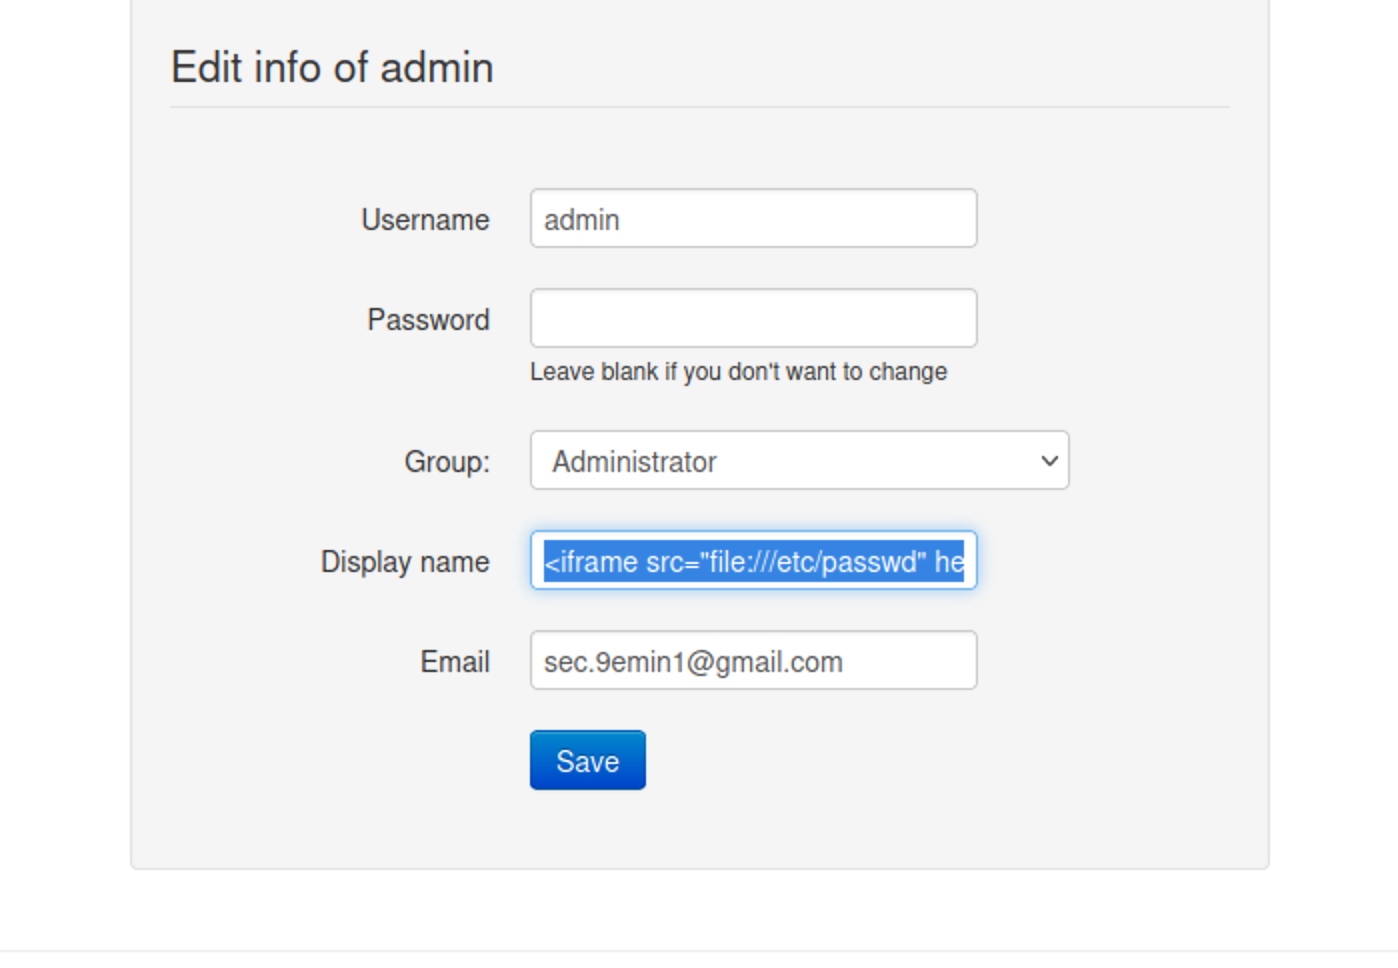 Edit info of admin
Username
admin
Password
Leave blank if you don't want to change
Group:
Administrator
Display name
<iframe src="file:///etc/passwd" he
Email
sec.9emin1@gmail.com
Save